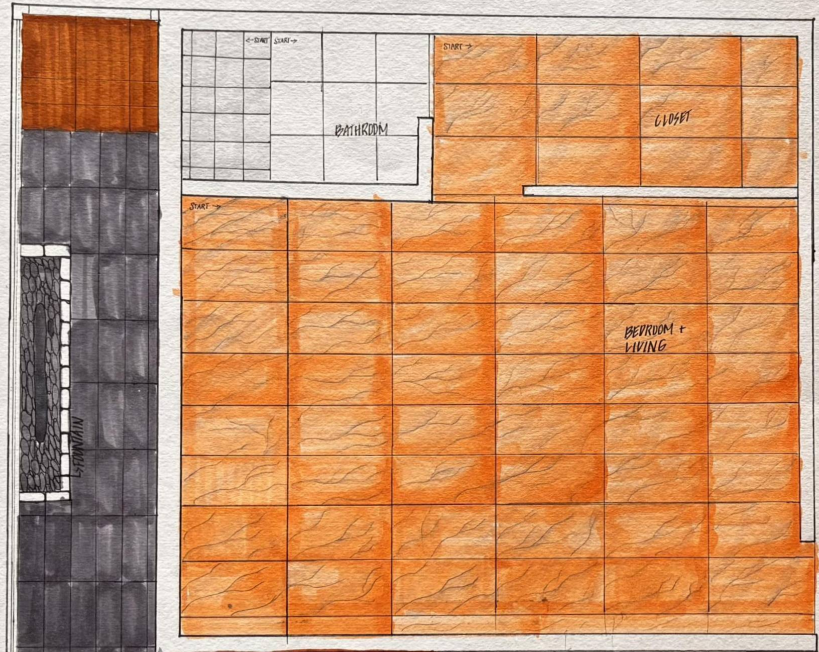 ←START START→
START →
BATHROOM
CLOSET
START →
BEDROOM +
LIVING
FOUNTAIN